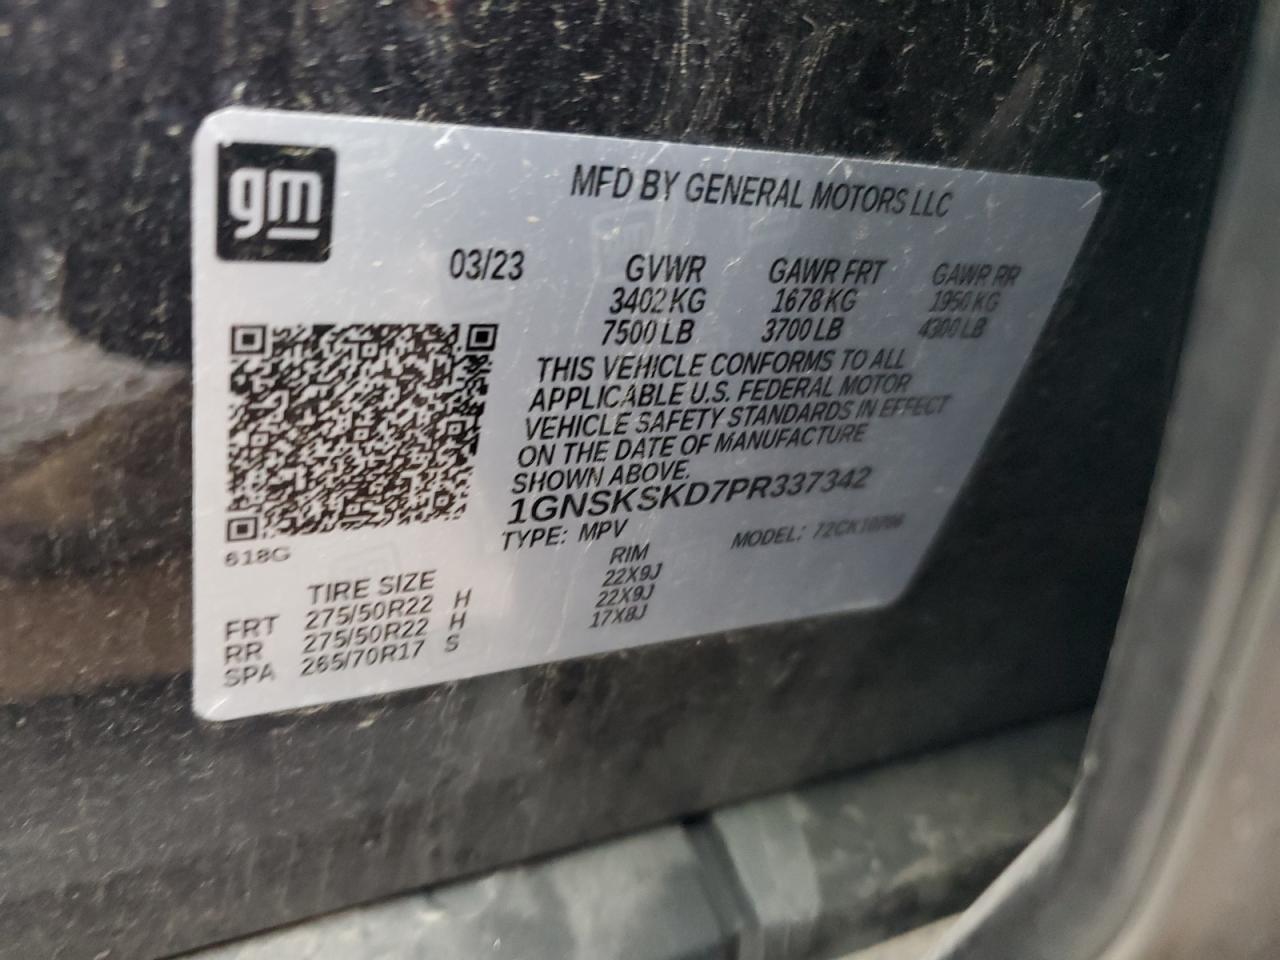 gm
MFD BY GENERAL MOTORS LLC
03/23 GVWR GAWR FRT GAWR RR
3402 KG 1678 KG 1950 KG
7500 LB 3700 LB 4300 LB
THIS VEHICLE CONFORMS TO ALL
APPLICABLE U.S. FEDERAL MOTOR
VEHICLE SAFETY STANDARDS IN EFFECT
ON THE DATE OF MANUFACTURE
SHOWN ABOVE.
1GNSKSKD7PR337342
TYPE: MPV MODEL:
618G
TIRE SIZE RIM
FRT 275/50R22 H 22X9J
RR 275/50R22 H 22X9J
SPA 265/70R17 S 17X8J